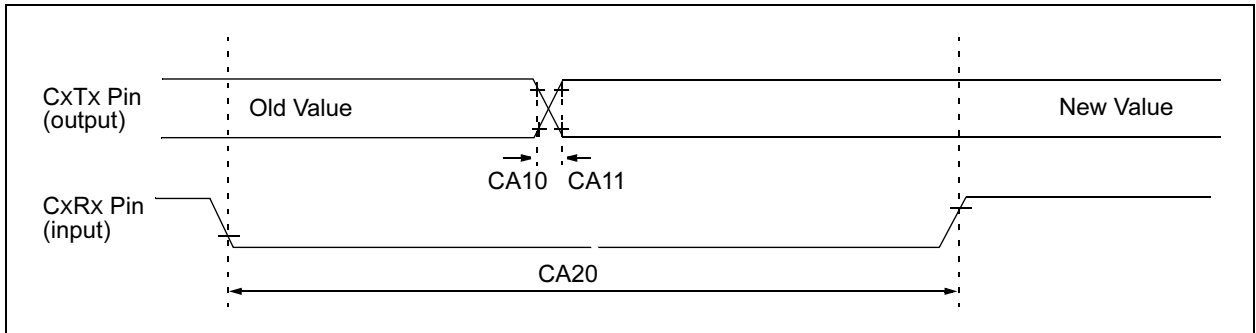 CxTx Pin
(output)
Old Value
New Value
CA10 CA11
CxRx Pin
(input)
CA20